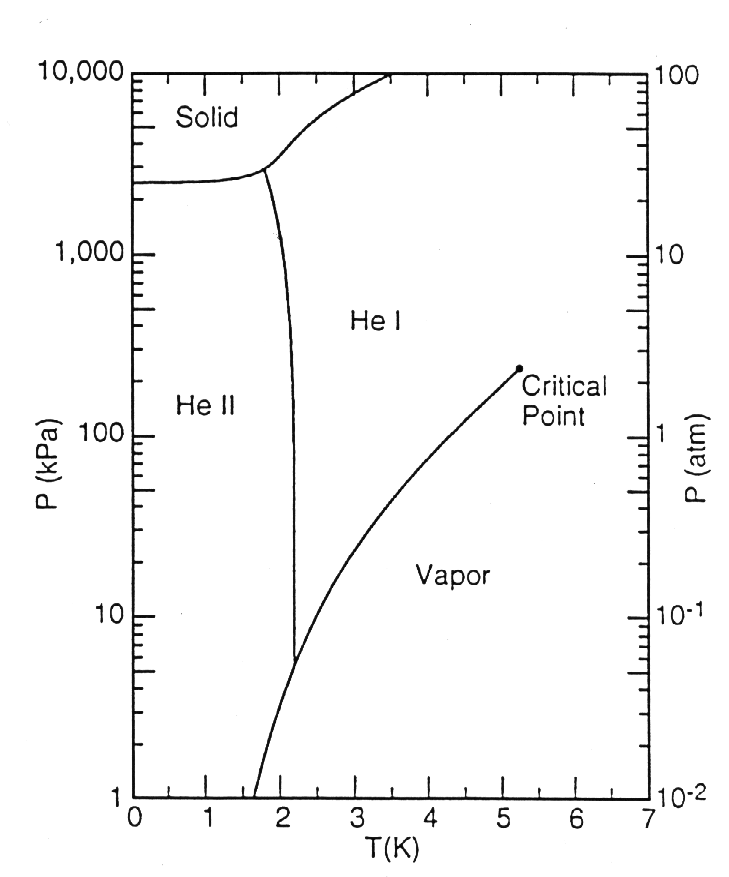 10,000
1,000
100
10
1
P (kPa)
100
10
1
10-1
10-2
P (atm)
Solid
He I
He II
Critical
Point
Vapor
0 1 2 3 4 5 6 7
T(K)